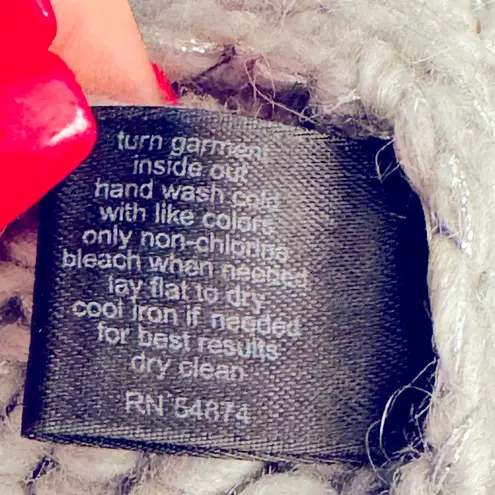 turn garment
inside out
hand wash cold
with like colors
only non-chlorine
bleach when needed
lay flat to dry
cool iron if needed
for best results
dry clean
RN 54874